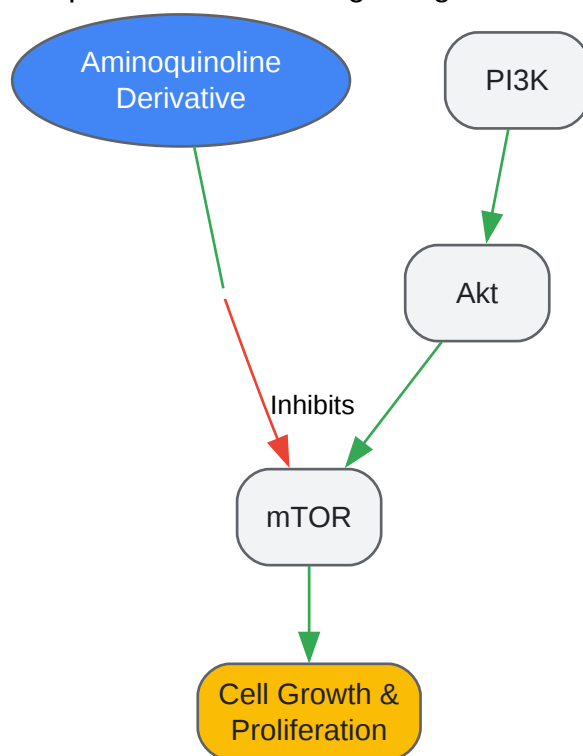 Aminoquinoline
Derivative
PI3K
Akt
Inhibits
mTOR
Cell Growth &
Proliferation